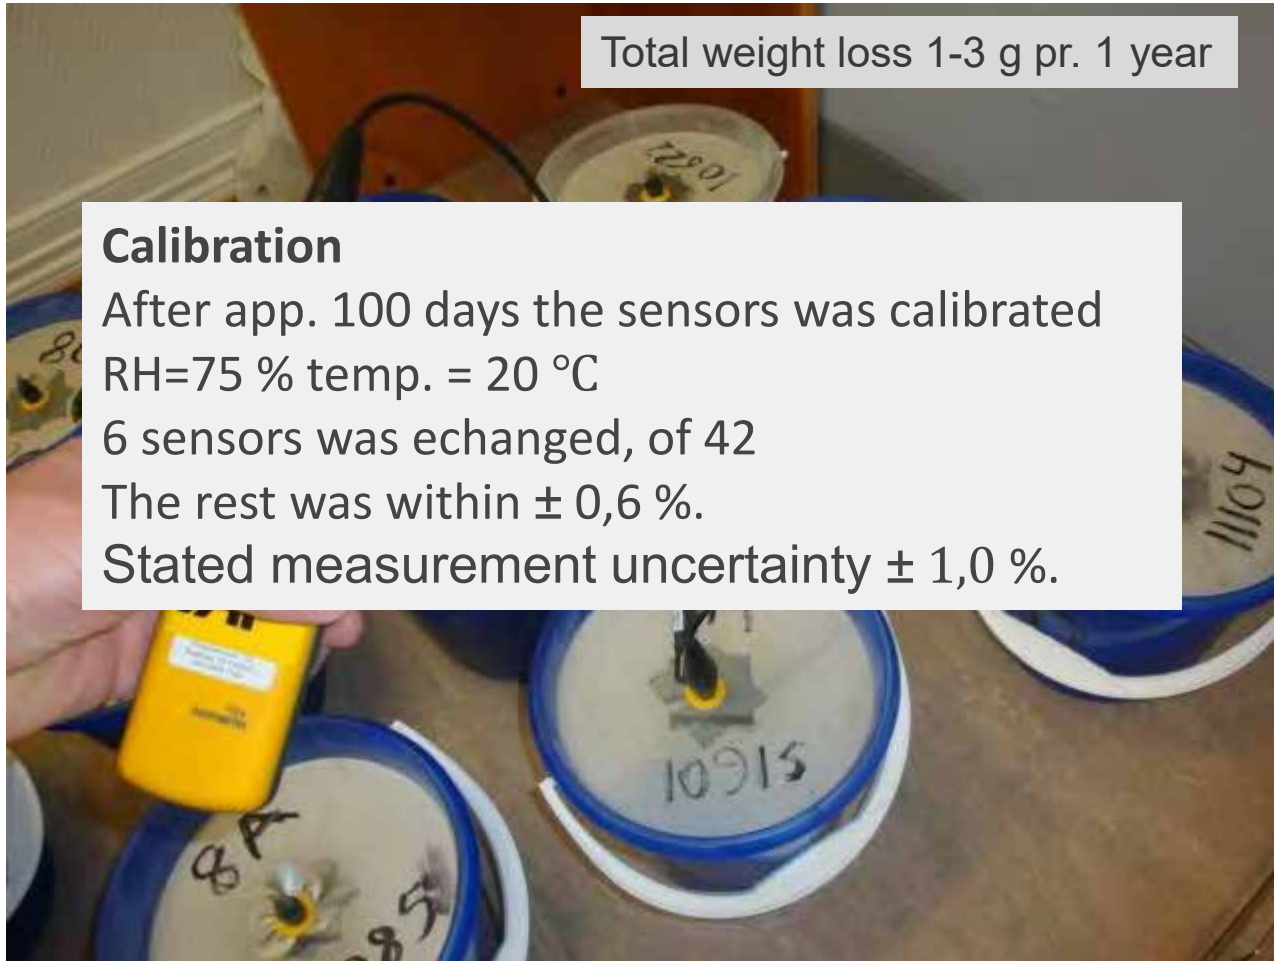 Total weight loss 1-3 g pr. 1 year
10522
Calibration
After app. 100 days the sensors was calibrated
RH=75 % temp. = 20 °C
6 sensors was echanged, of 42
The rest was within ± 0,6 %.
Stated measurement uncertainty ± 1,0 %.
11104
10915
8A